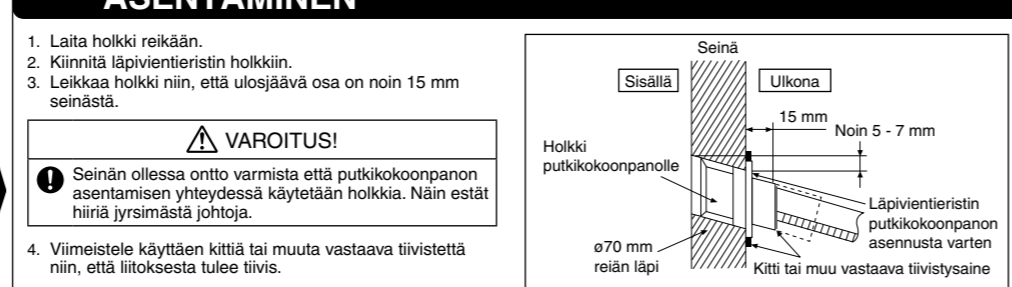 ASENTAMINEN
1. Laita holkki reikään.
2. Kiinnitä läpivientieristin holkkiin.
3. Leikkaa holkki niin, että ulosjäävä osa on noin 15 mm
seinästä.
VAROITUS!
Seinän ollessa ontto varmista että putkikokoonpanon
asentamisen yhteydessä käytetään holkkia. Näin estät
hiiriä jyrsimästä johtoja.
4. Viimeistele käyttäen kittiä tai muuta vastaava tiivistettä
niin, että liitoksesta tulee tiivis.
Seinä
Sisällä
Ulkona
15 mm
Noin 5 - 7 mm
Holkki
putkikokoonpanolle
Läpivientieristin
putkikokoonpanon
asennusta varten
ø70 mm
reiän läpi
Kitti tai muu vastaava tiivistysaine